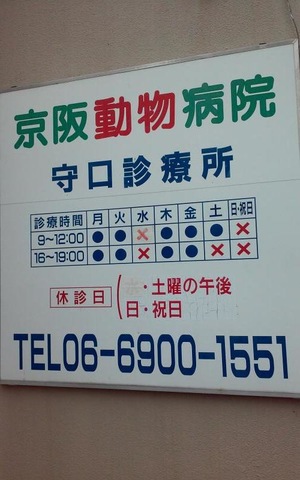 京阪動物病院
守口診療所
診療時間 月 火 水 木 金 土 日・祝日
9~12:00 ● ● × ● ● ● ×
16~19:00 ● ● × ● ● × ×
休診日 ・土曜の午後
日・祝日
TEL06-6900-1551